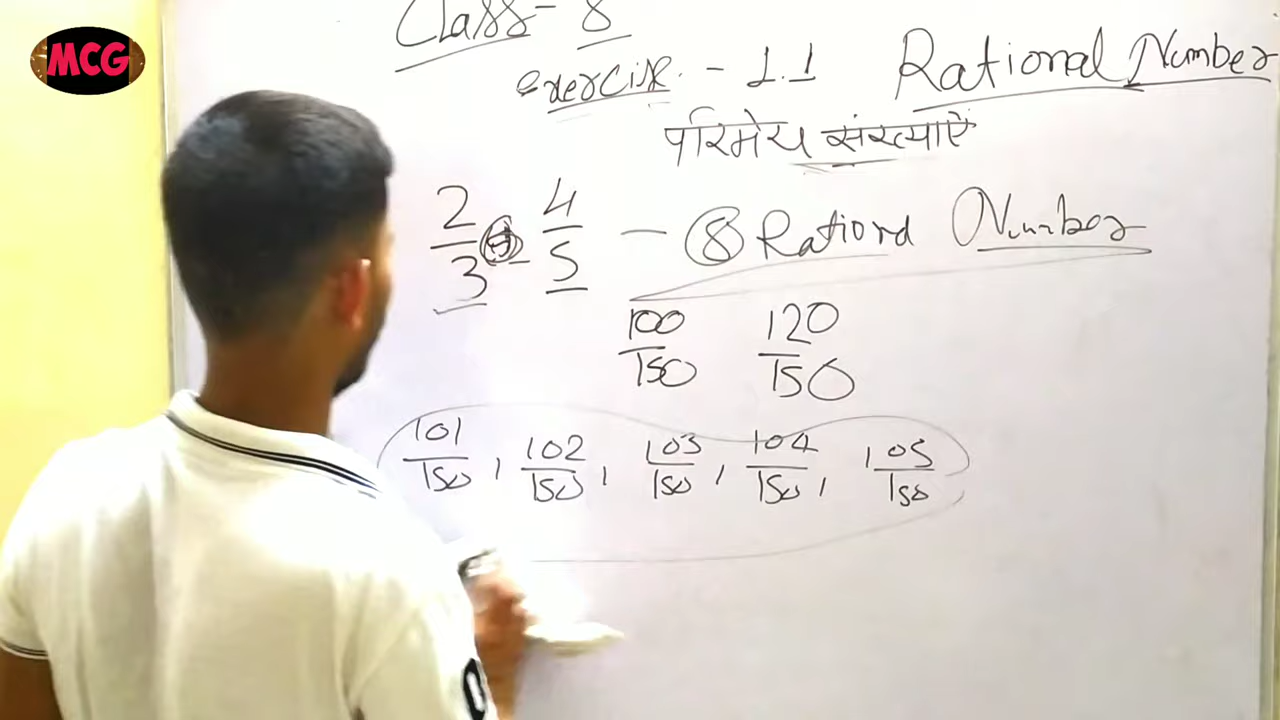 MCG
Class - 8
exercise. - 1.1 Rational Number
परिमेय संख्याएँ
2/3 4/5 — 8 Rationd Number
100/150 120/150
101/150 , 102/150 , 103/150 , 104/150 , 105/150